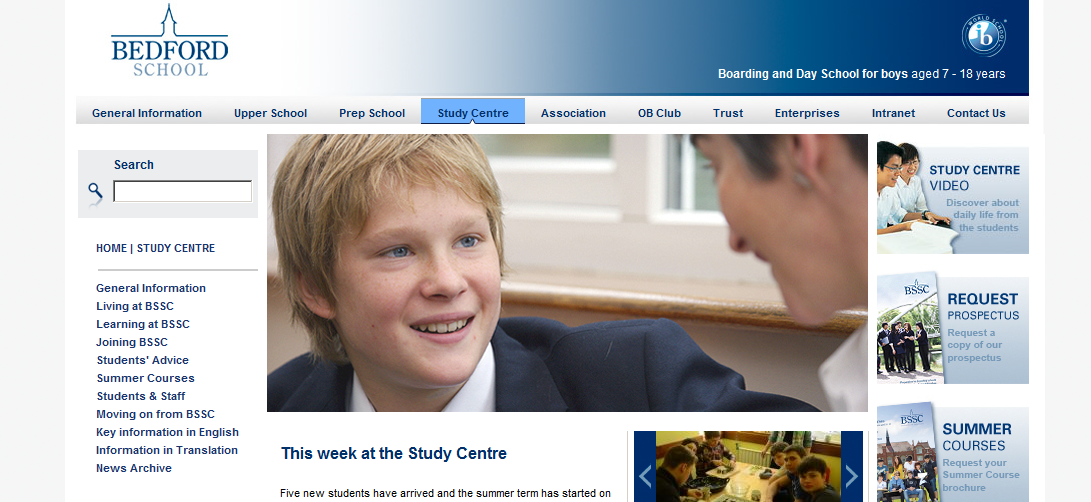 BEDFORD
SCHOOL
WORLD SCHOOL
ib
Boarding and Day School for boys aged 7 - 18 years
General Information Upper School Prep School Study Centre Association OB Club Trust Enterprises Intranet Contact Us
Search
HOME | STUDY CENTRE
General Information
Living at BSSC
Learning at BSSC
Joining BSSC
Students' Advice
Summer Courses
Students & Staff
Moving on from BSSC
Key information in English
Information in Translation
News Archive
This week at the Study Centre
Five new students have arrived and the summer term has started on
STUDY CENTRE
VIDEO
Discover about
daily life from
the students
BSSC
REQUEST
PROSPECTUS
Request a
copy of our
prospectus
BSSC
SUMMER
COURSES
Request your
Summer Course
brochure